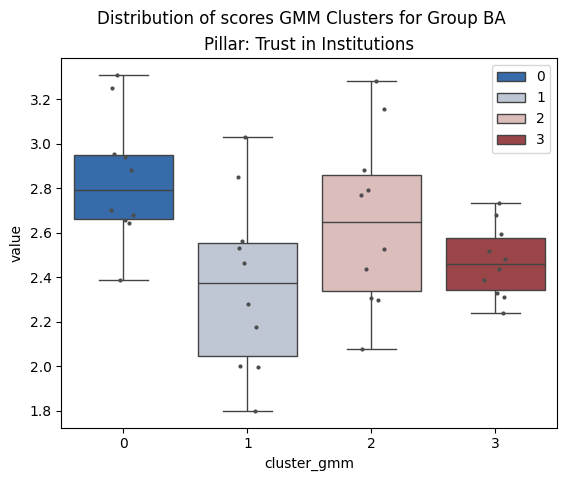 Distribution of scores GMM Clusters for Group BA
Pillar: Trust in Institutions
0
1
2
3
3.2
3.0
2.8
2.6
2.4
2.2
2.0
1.8
value
0 1 2 3
cluster_gmm